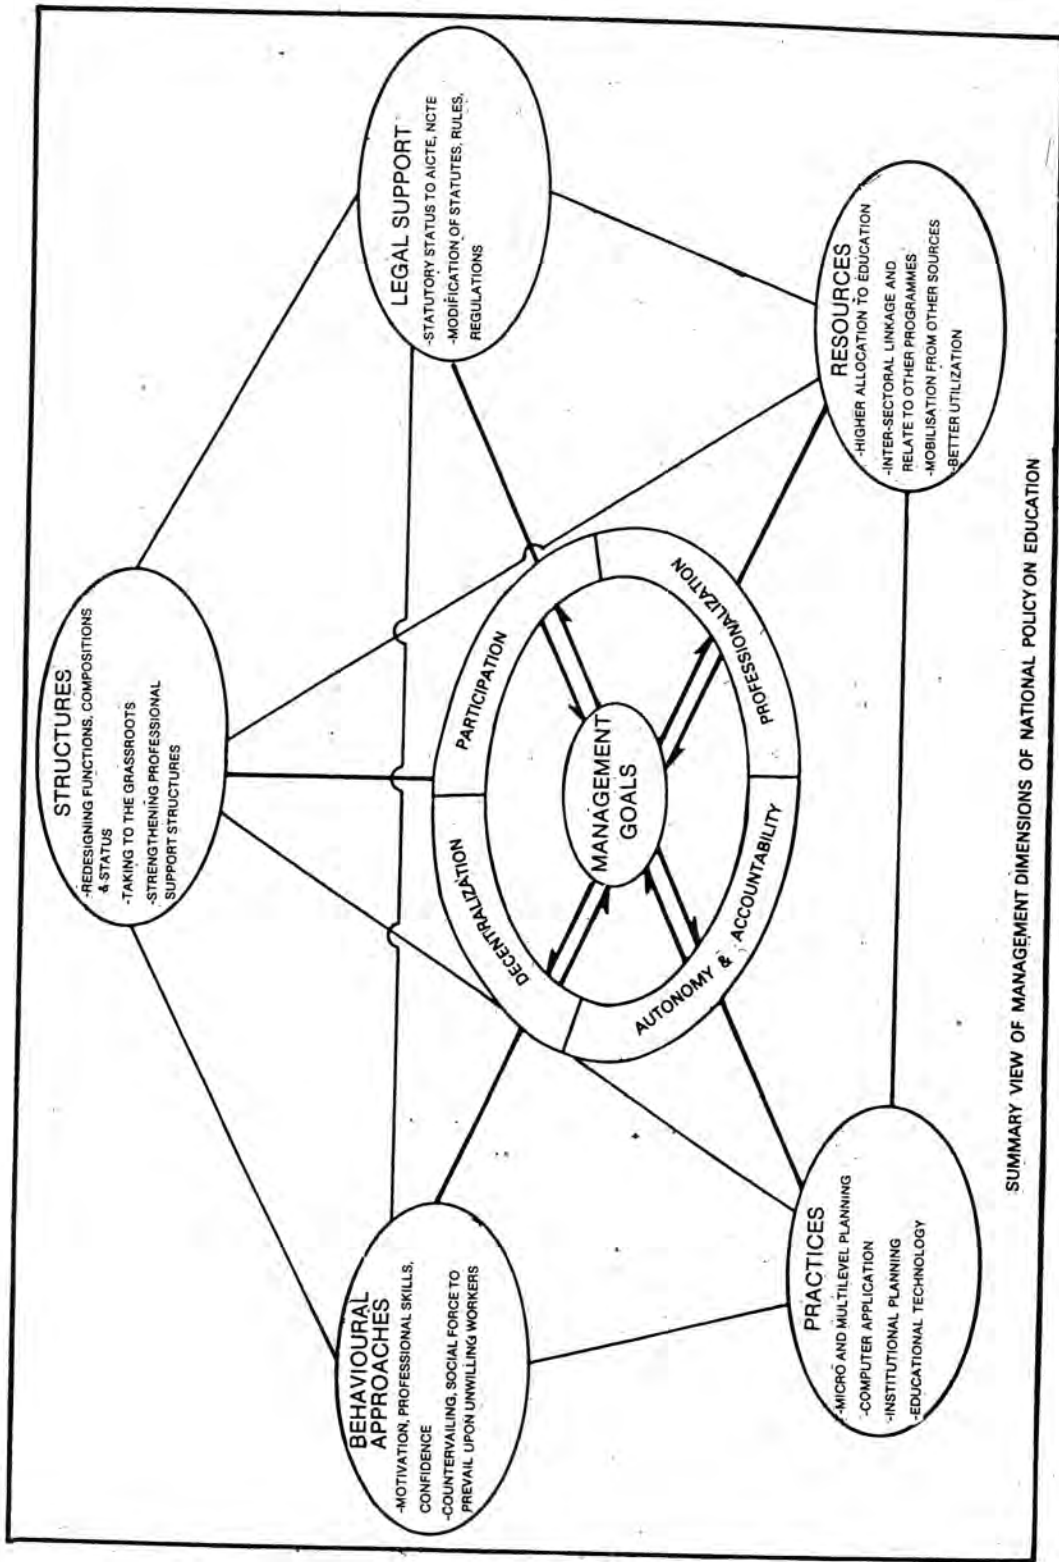 STRUCTURES
-REDESIGNING FUNCTIONS, COMPOSITIONS
& STATUS
-TAKING TO THE GRASSROOTS
-STRENGTHENING PROFESSIONAL
SUPPORT STRUCTURES
BEHAVIOURAL
APPROACHES
-MOTIVATION, PROFESSIONAL SKILLS,
CONFIDENCE
-COUNTERVAILING, SOCIAL FORCE TO
PREVAIL UPON UNWILLING WORKERS
LEGAL SUPPORT
-STATUTORY STATUS TO AICTE, NCTE
-MODIFICATION OF STATUTES, RULES,
REGULATIONS
DECENTRALIZATION
PARTICIPATION
MANAGEMENT
GOALS
AUTONOMY & ACCOUNTABILITY
PROFESSIONALIZATION
PRACTICES
-MICRO AND MULTILEVEL PLANNING
-COMPUTER APPLICATION
-INSTITUTIONAL PLANNING
-EDUCATIONAL TECHNOLOGY
RESOURCES
-HIGHER ALLOCATION TO EDUCATION
-INTER-SECTORAL LINKAGE AND
RELATE TO OTHER PROGRAMMES
-MOBILISATION FROM OTHER SOURCES
-BETTER UTILIZATION
SUMMARY VIEW OF MANAGEMENT DIMENSIONS OF NATIONAL POLICY ON EDUCATION